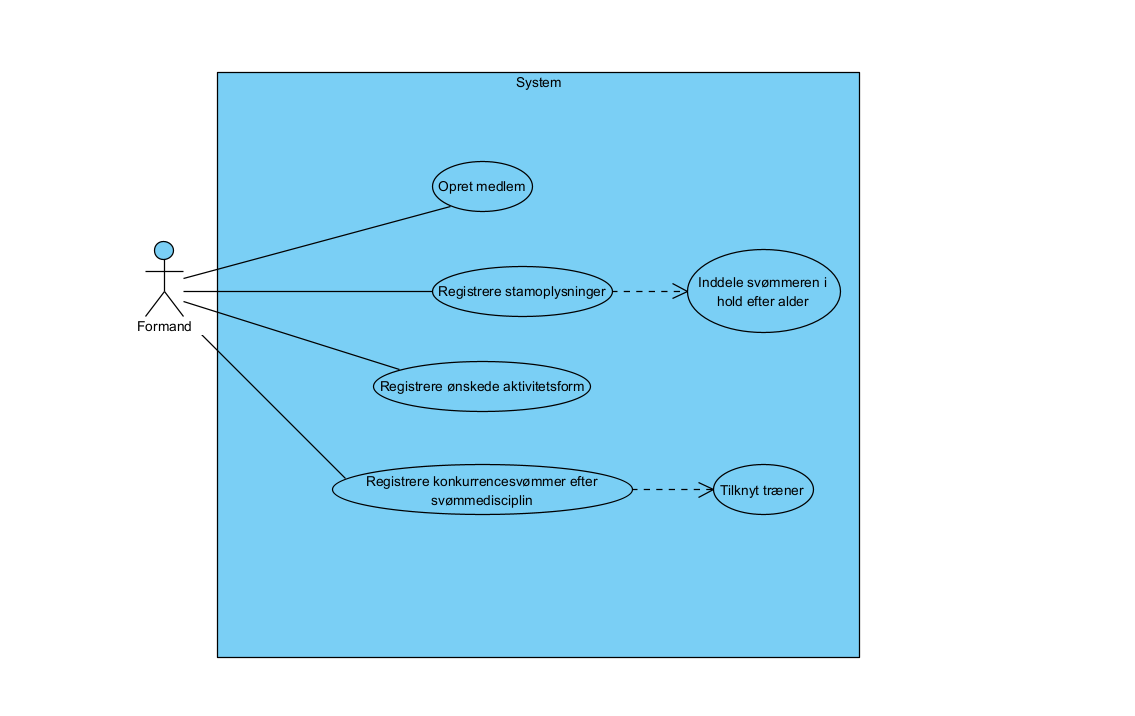 System
Opret medlem
Formand
Registrere stamoplysninger
Inddele svømmeren i
hold efter alder
Registrere ønskede aktivitetsform
Registrere konkurrencesvømmer efter
svømmedisciplin
Tilknyt træner